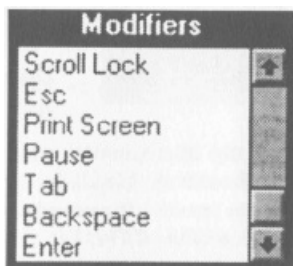 Modifiers
Scroll Lock
Esc
Print Screen
Pause
Tab
Backspace
Enter